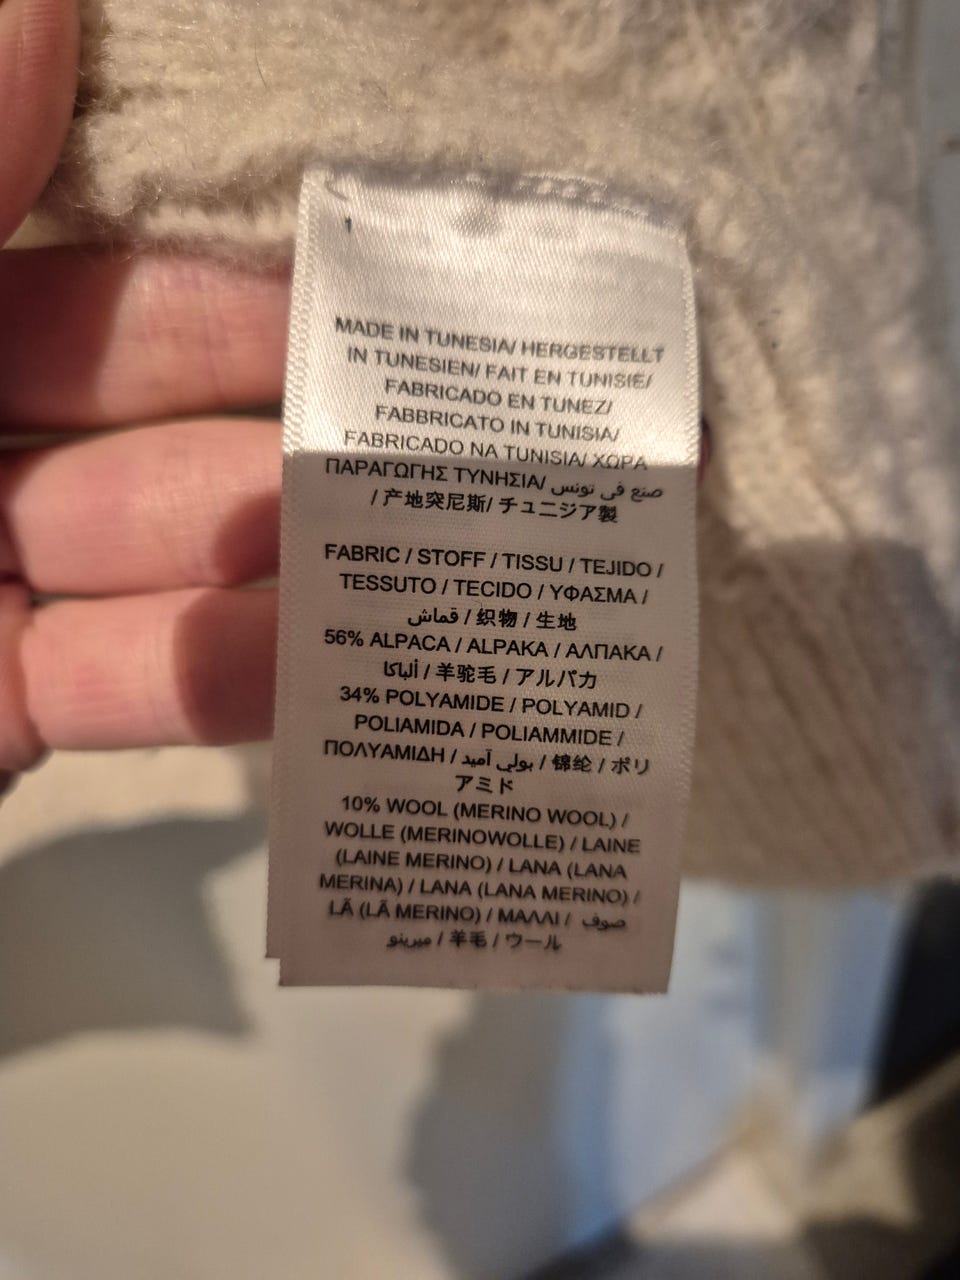 1
MADE IN TUNESIA/ HERGESTELLT
IN TUNESIEN/ FAIT EN TUNISIE/
FABRICADO EN TUNEZ/
FABBRICATO IN TUNISIA/
FABRICADO NA TUNISIA/ ΧΩΡΑ
ΠΑΡΑΓΩΓΗΣ ΤΥΝΗΣΙΑ/ صنع في تونس
/ 产地突尼斯/ チュニジア製
FABRIC / STOFF / TISSU / TEJIDO /
TESSUTO / TECIDO / ΥΦΑΣΜΑ /
قماش / 织物 / 生地
56% ALPACA / ALPAKA / ΑΛΠΑΚΑ /
ألباكا / 羊驼毛 / アルパカ
34% POLYAMIDE / POLYAMID /
POLIAMIDA / POLIAMMIDE /
ΠΟΛΥΑΜΙΔΗ / بولي آميد / 锦纶 / ポリ
アミド
10% WOOL (MERINO WOOL) /
WOLLE (MERINOWOLLE) / LAINE
(LAINE MERINO) / LANA (LANA
MERINA) / LANA (LANA MERINO) /
LÃ (LÃ MERINO) / ΜΑΛΛΙ / صوف
ميرينو / 羊毛 / ウール